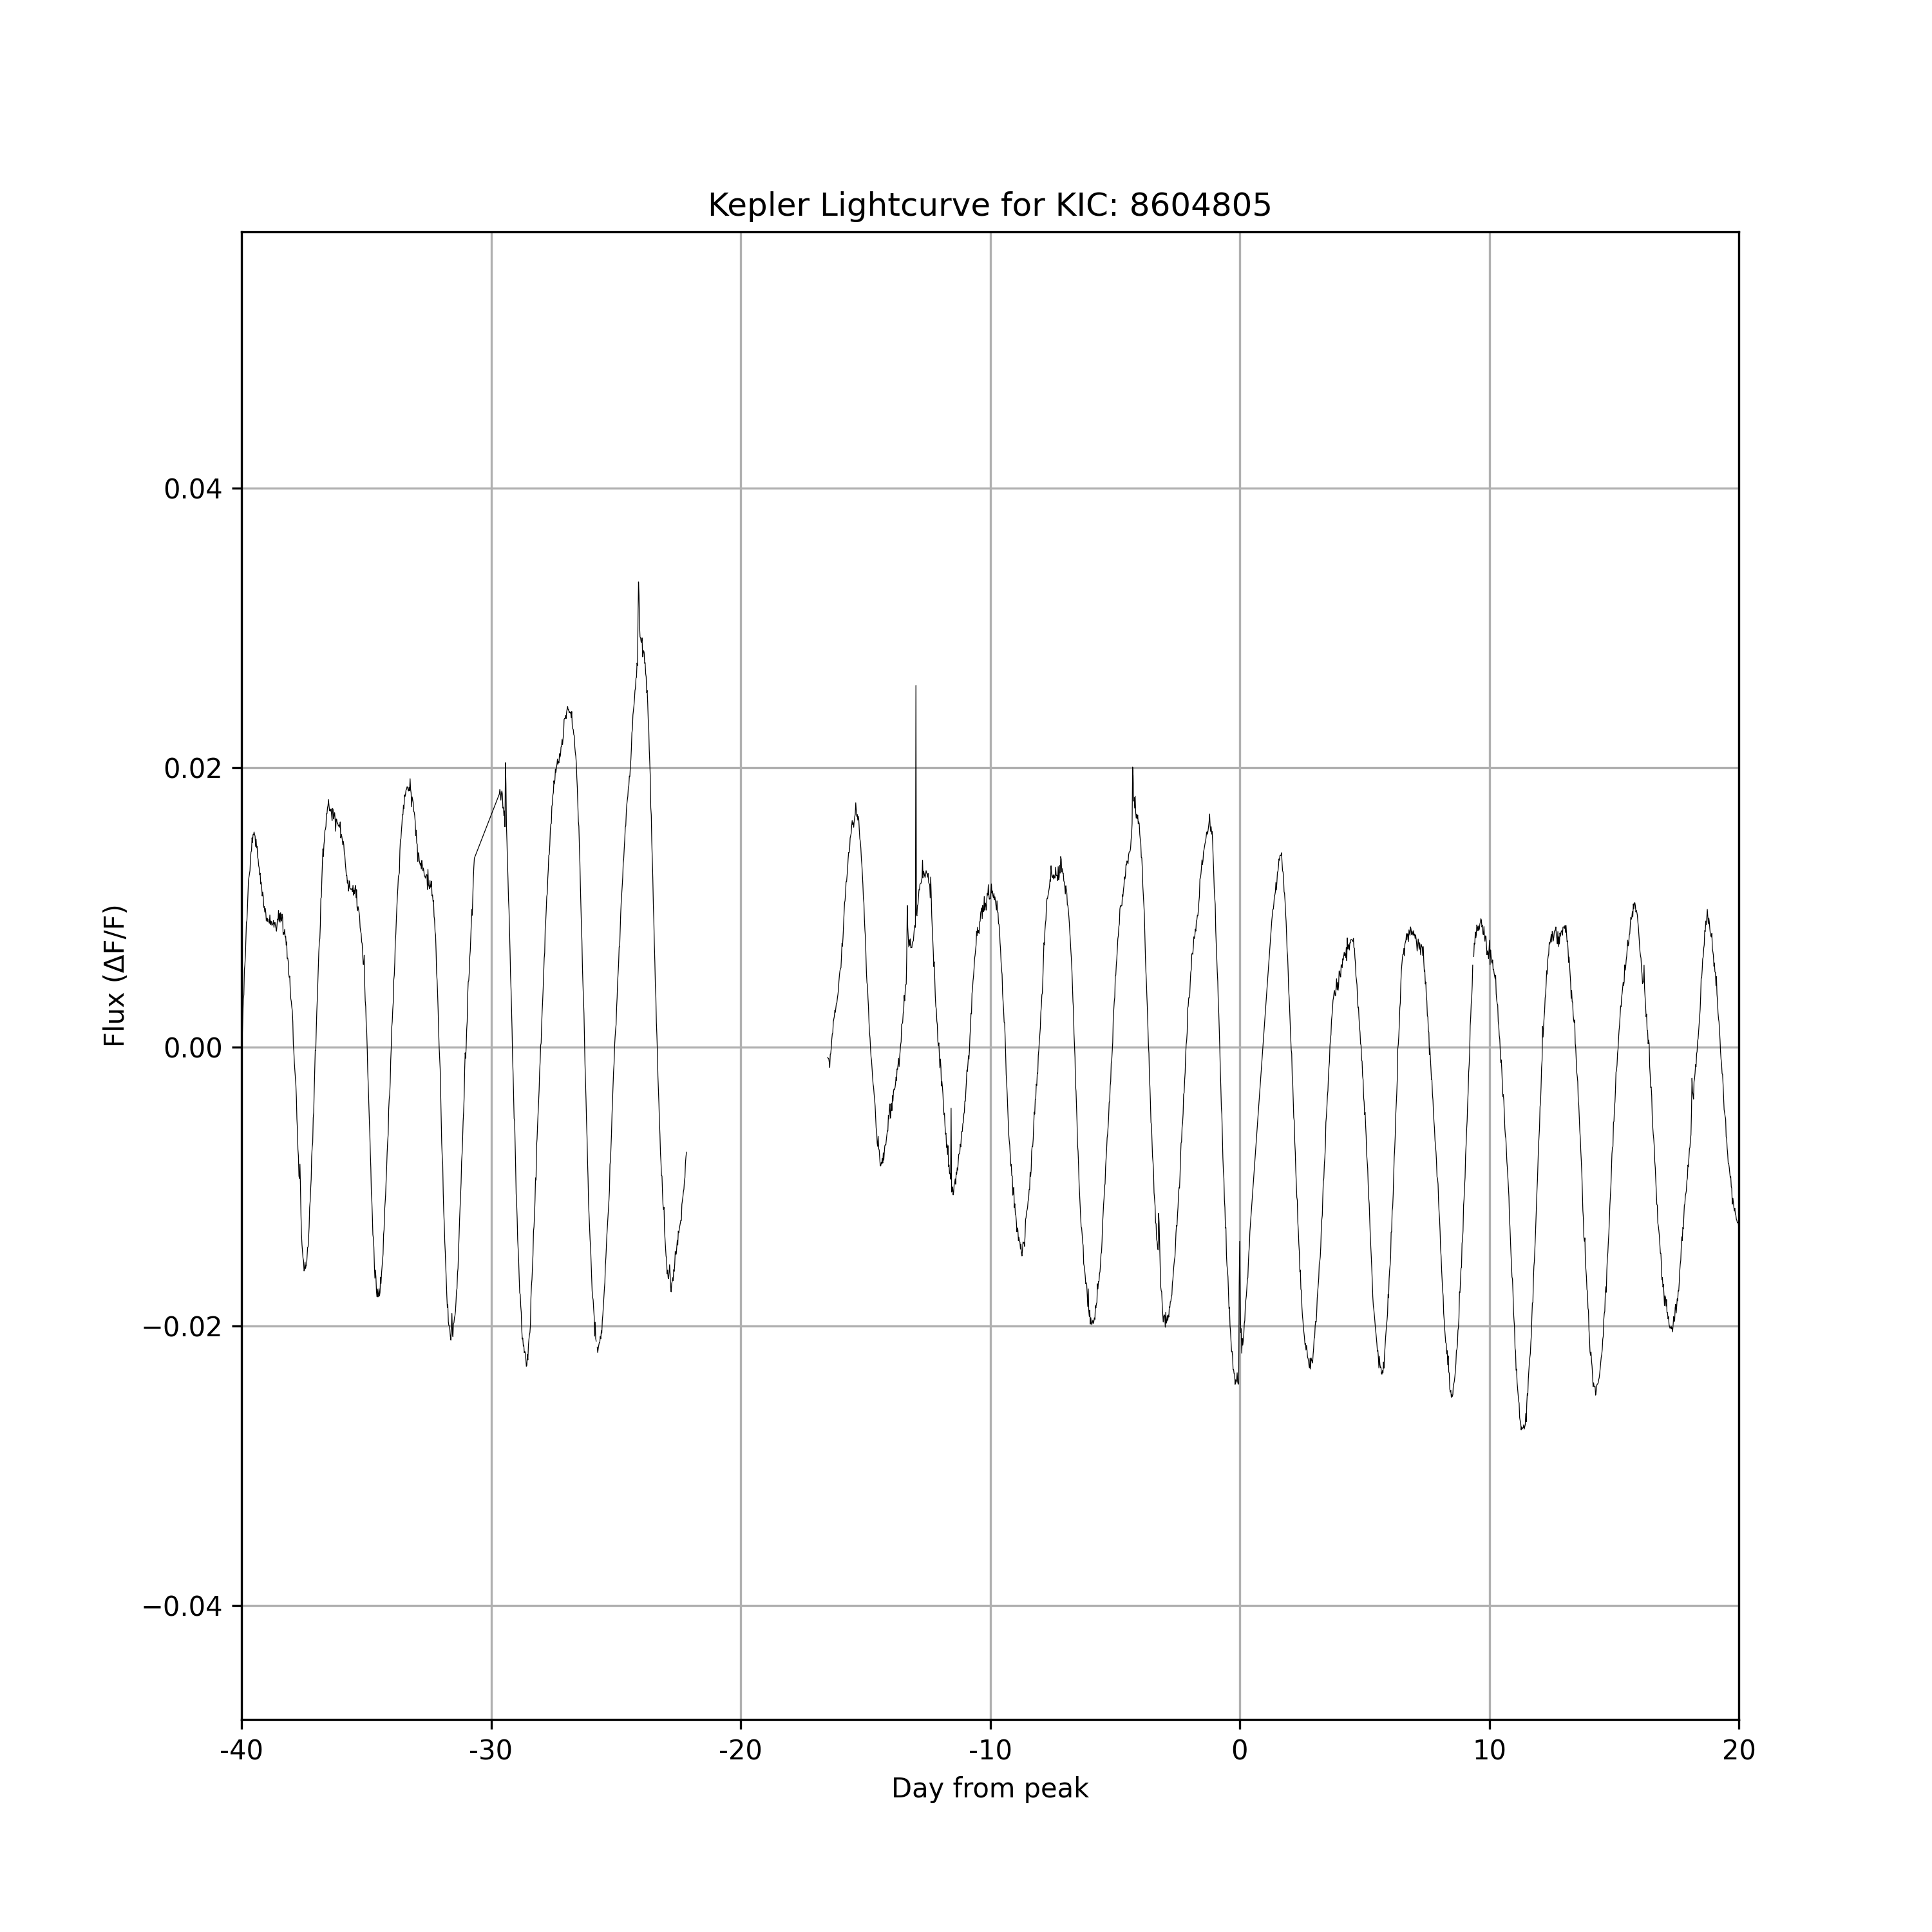 Kepler Lightcurve for KIC: 8604805
Flux (ΔF/F)
0.04
0.02
0.00
−0.02
−0.04
-40 -30 -20 -10 0 10 20
Day from peak